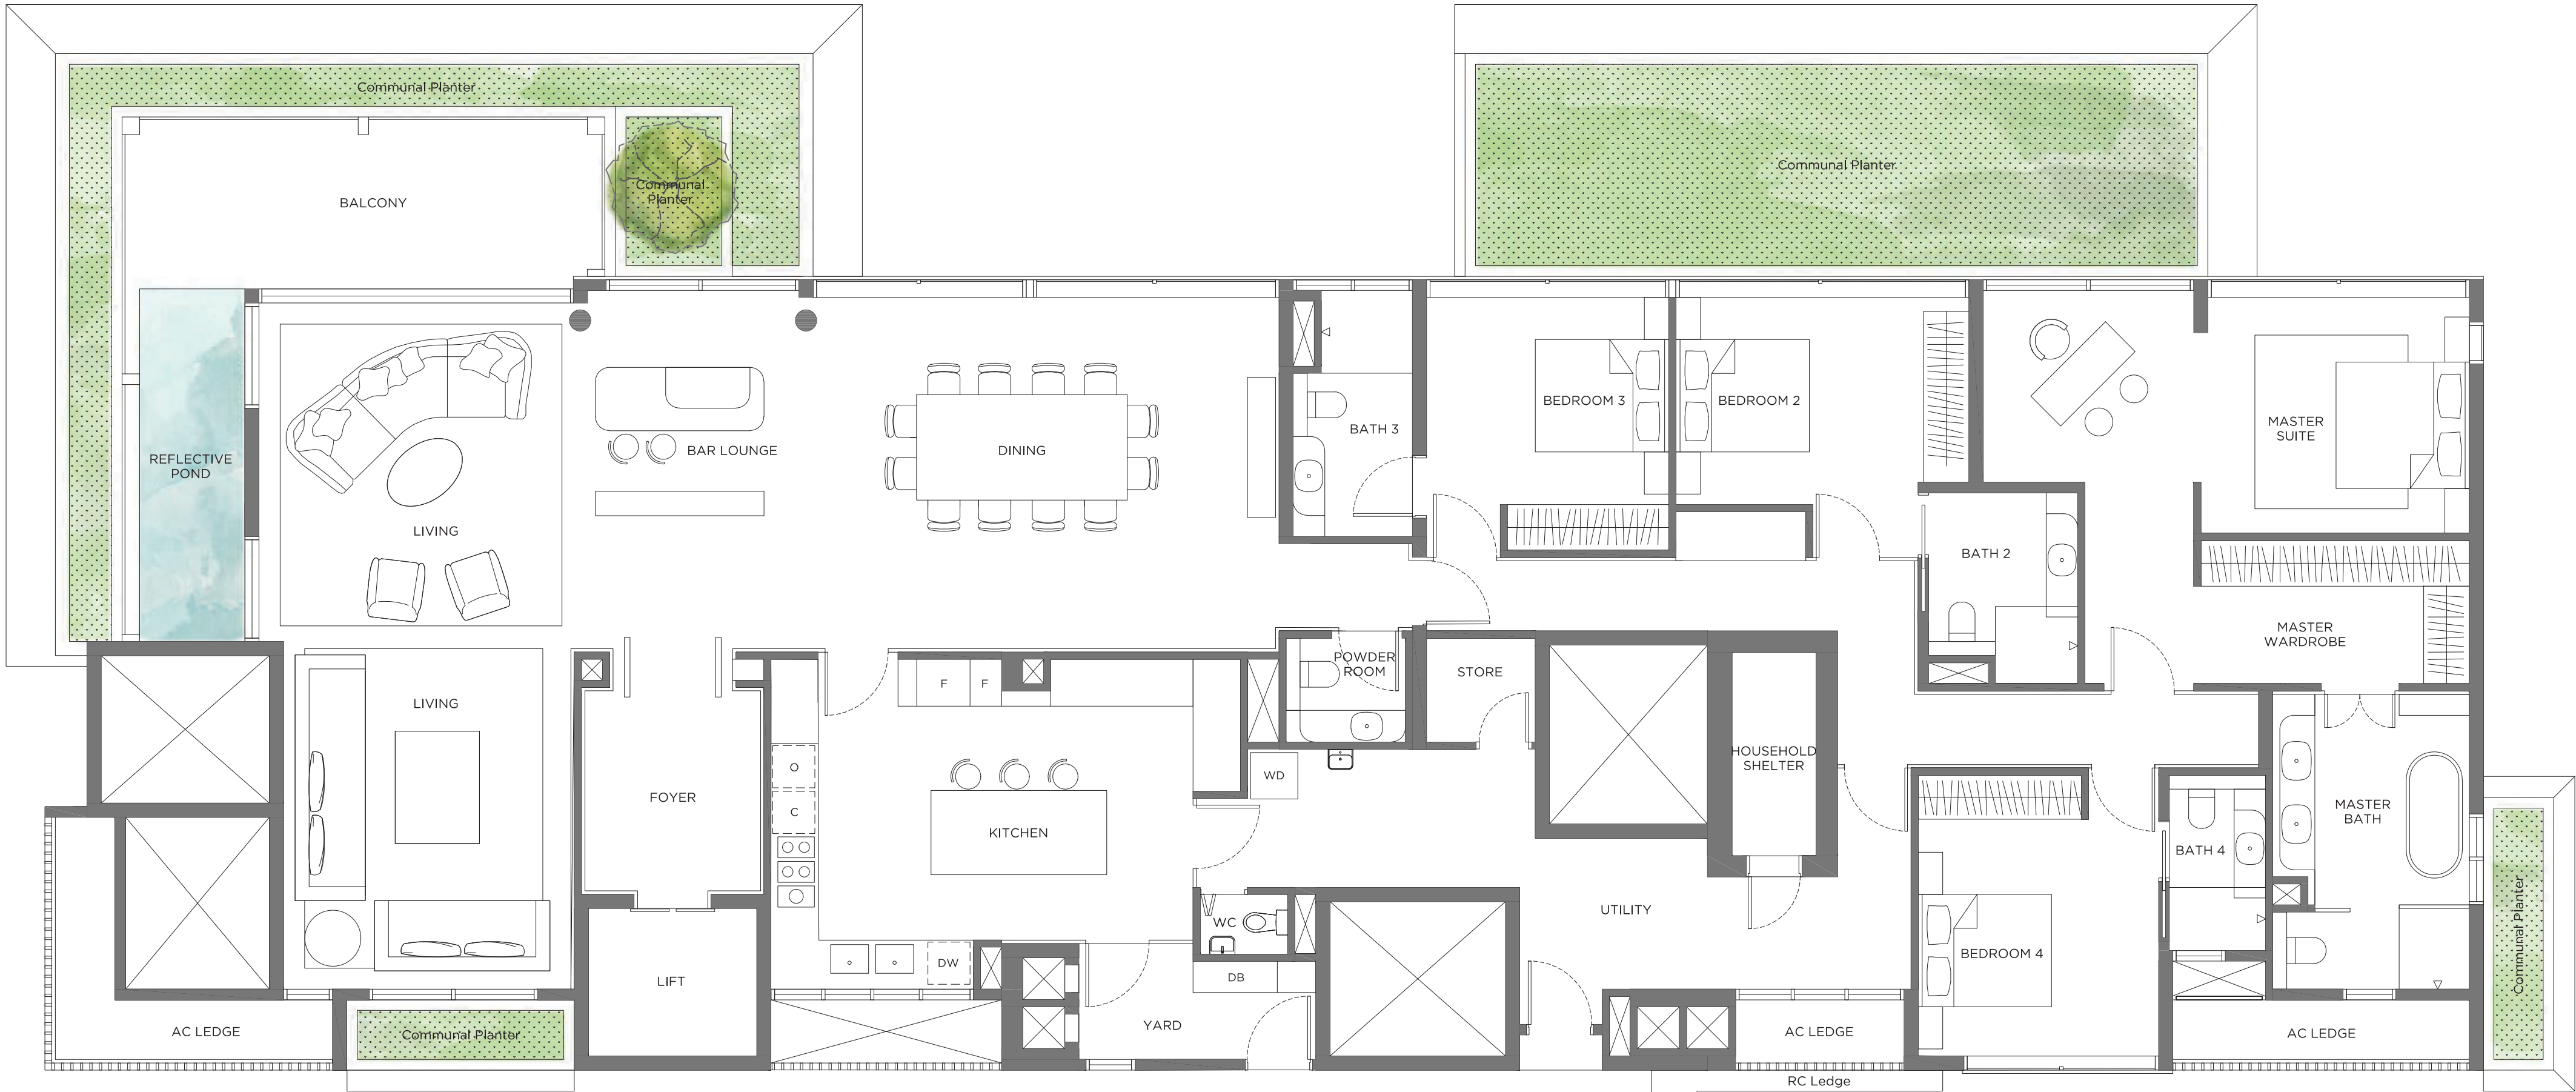 Communal Planter
Communal Planter
BALCONY
Communal
Planter
REFLECTIVE
POND
LIVING
BAR LOUNGE
DINING
BATH 3
BEDROOM 3
BEDROOM 2
MASTER
SUITE
BATH 2
MASTER
WARDROBE
POWDER
ROOM
STORE
LIVING
F
F
FOYER
O
C
KITCHEN
WD
HOUSEHOLD
SHELTER
MASTER
BATH
BATH 4
WC
UTILITY
BEDROOM 4
Communal Planter
LIFT
DW
DB
AC LEDGE
Communal Planter
YARD
AC LEDGE
AC LEDGE
RC Ledge